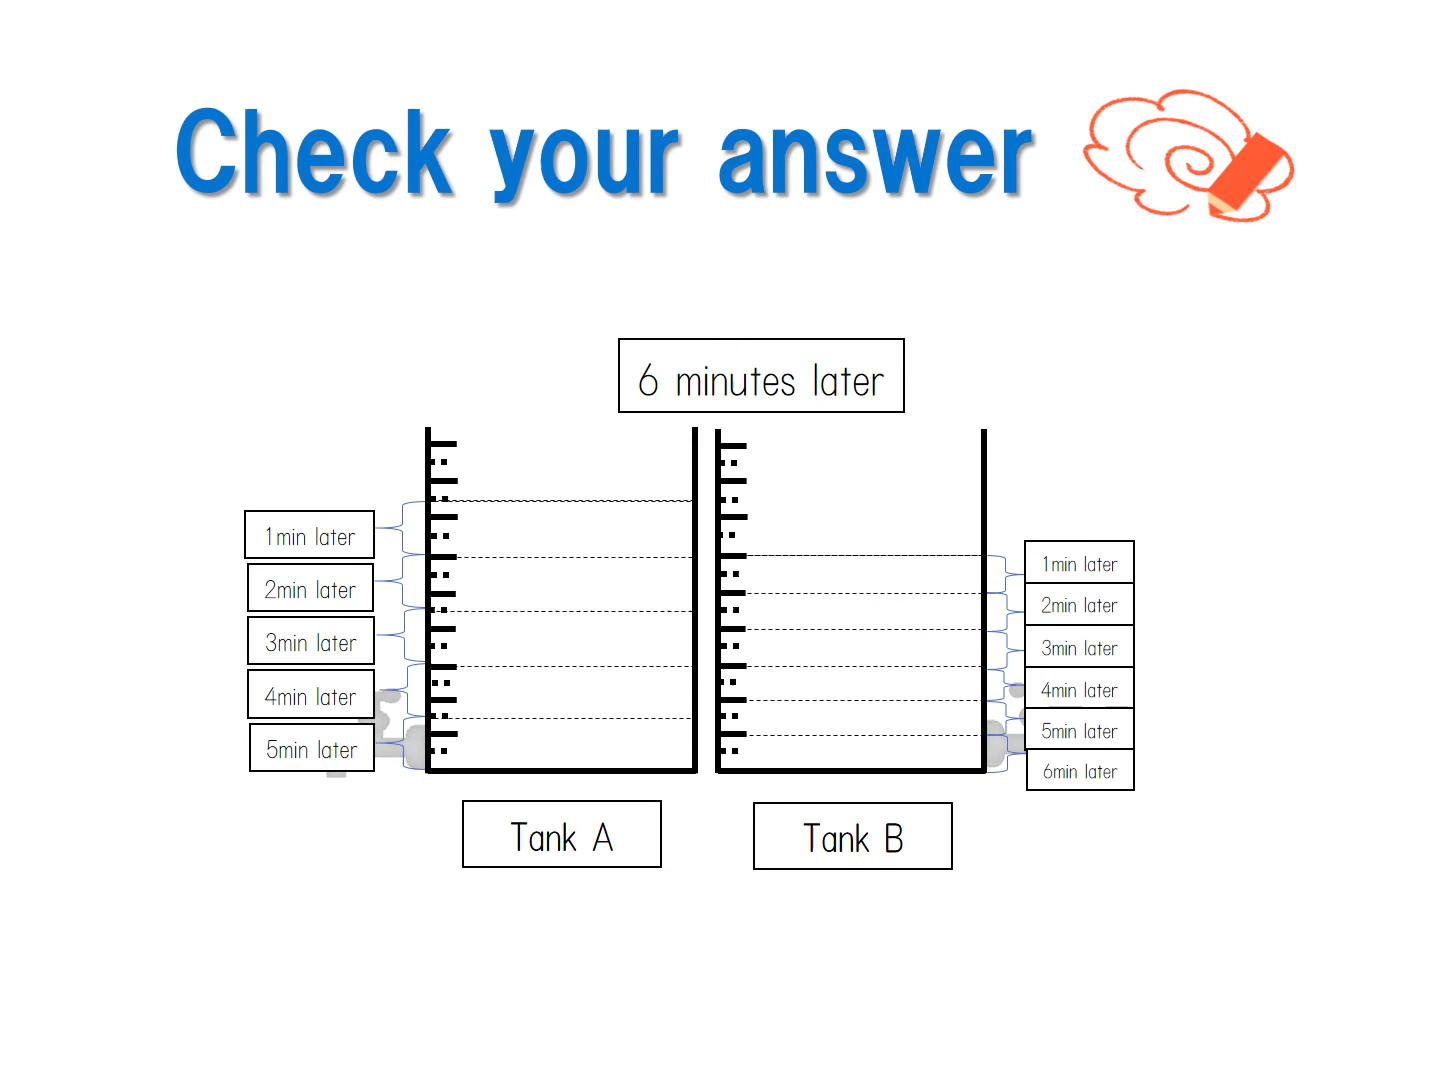 Check your answer
6 minutes later
1min later
2min later
3min later
4min later
5min later
1min later
2min later
3min later
4min later
5min later
6min later
Tank A
Tank B